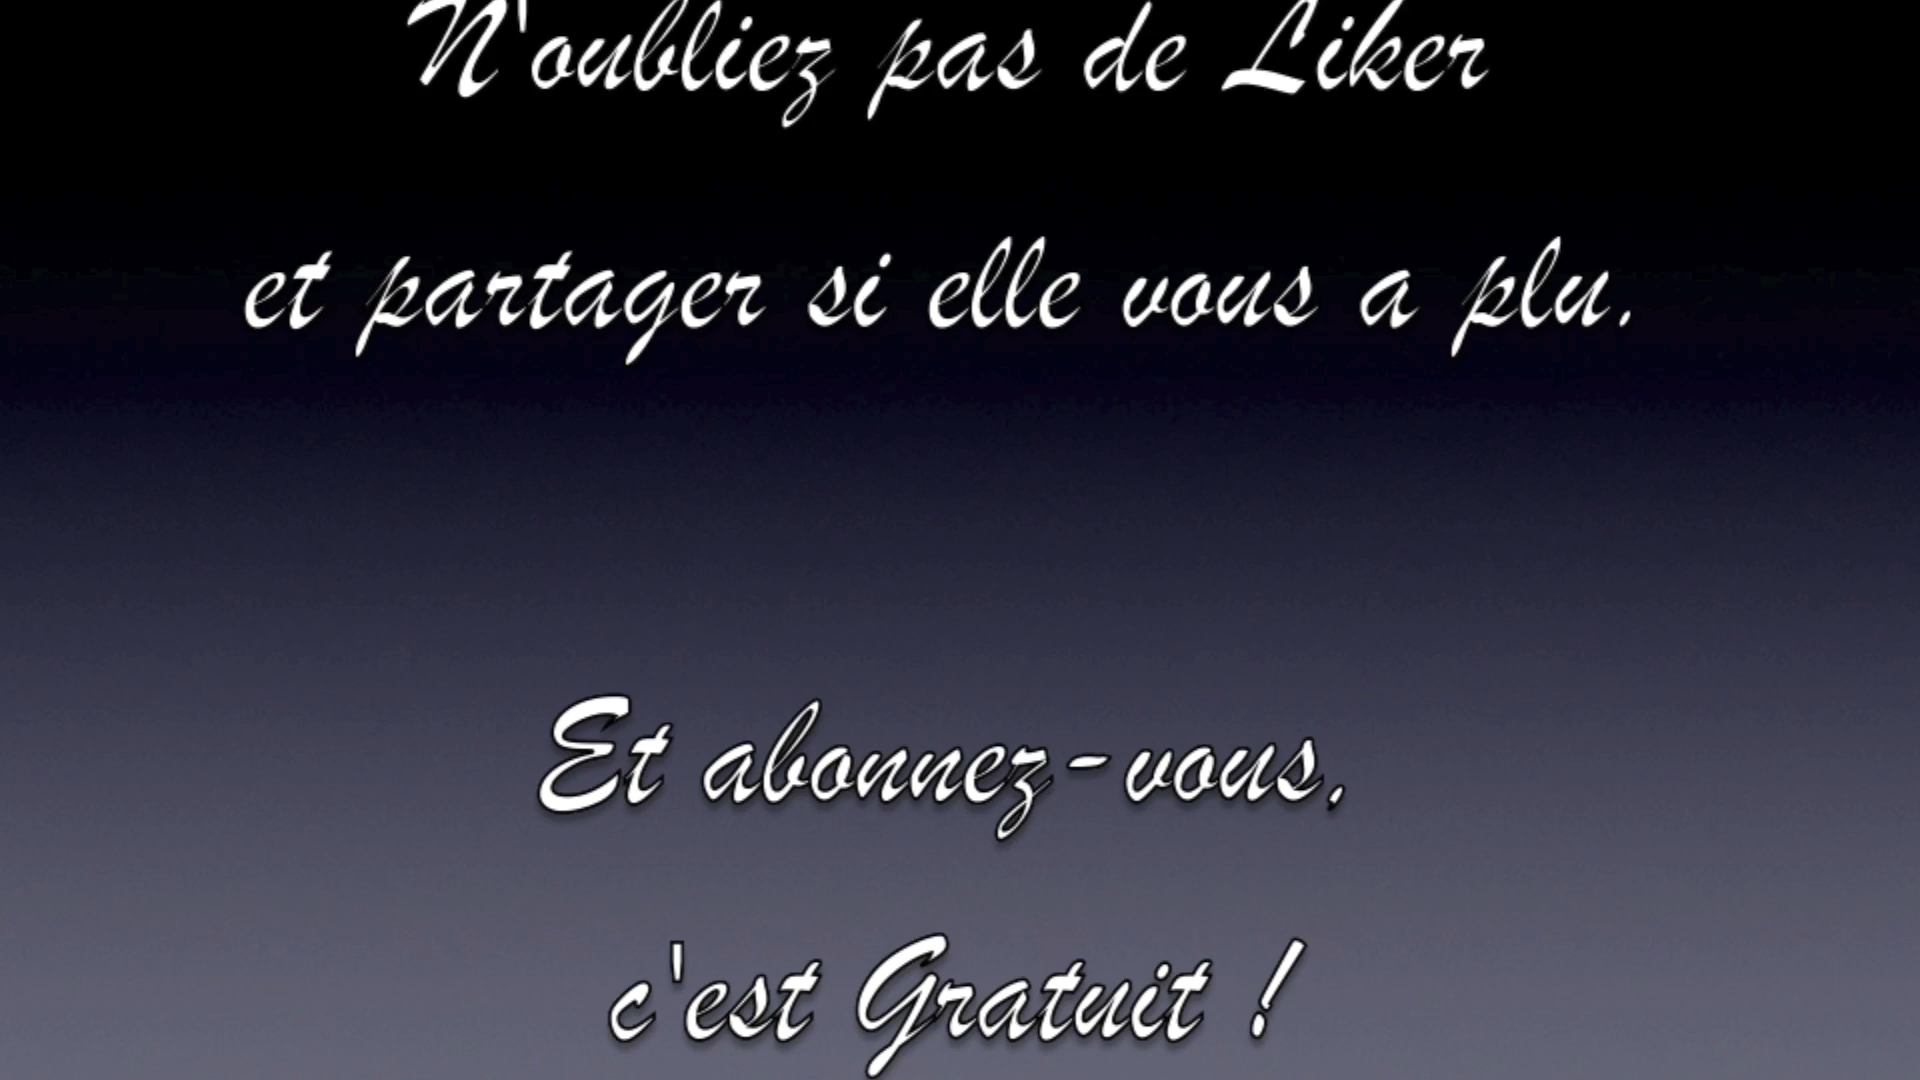 N'oubliez pas de Liker
et partager si elle vous a plu.
Et abonnez-vous,
c'est Gratuit !